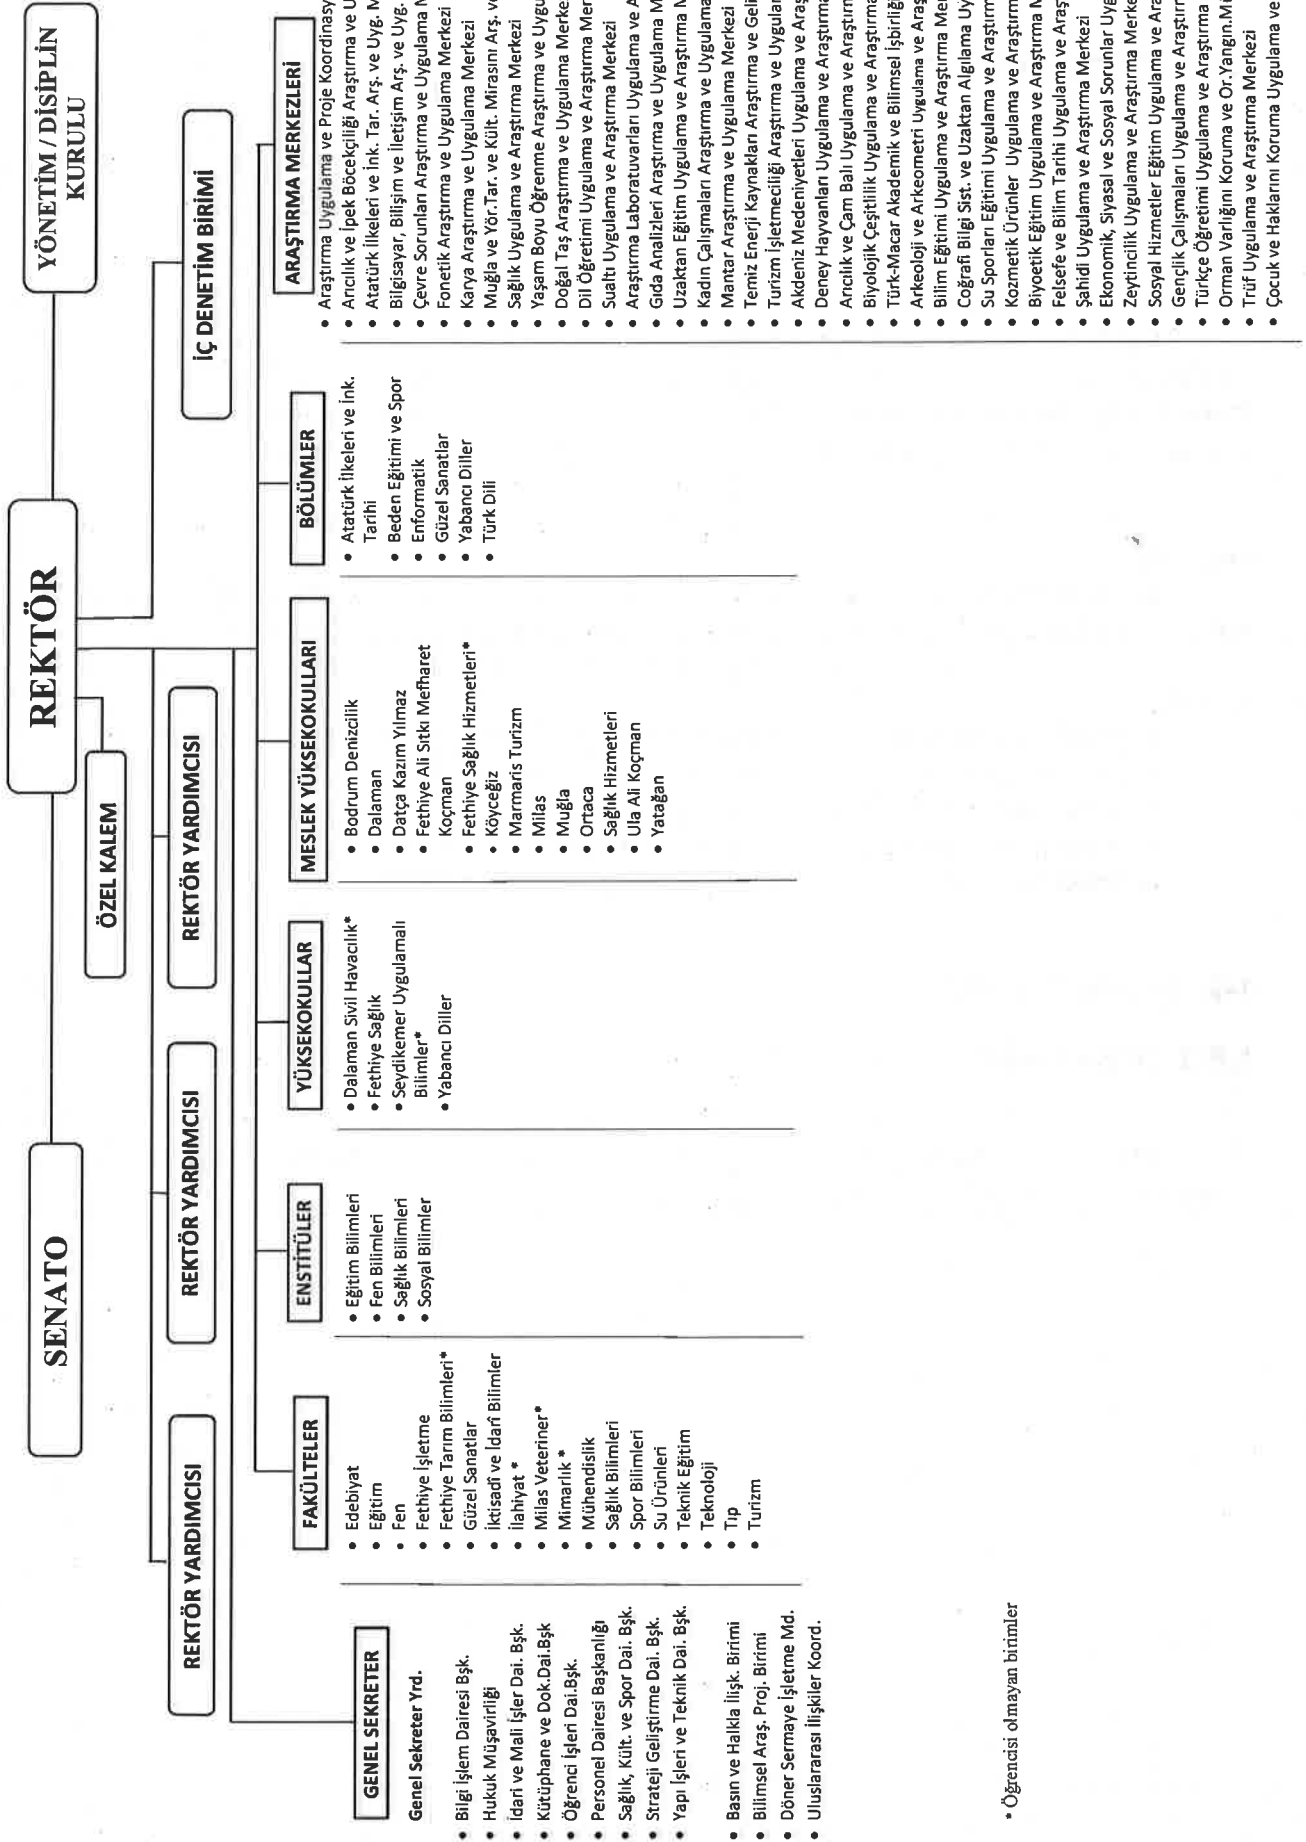 SENATO
REKTÖR
YÖNETİM / DİSİPLİN
KURULU
ÖZEL KALEM
İÇ DENETİM BİRİMİ
REKTÖR YARDIMCISI
REKTÖR YARDIMCISI
REKTÖR YARDIMCISI
GENEL SEKRETER
Genel Sekreter Yrd.
• Bilgi İşlem Dairesi Bşk.
• Hukuk Müşavirliği
• İdari ve Mali İşler Dai. Bşk.
• Kütüphane ve Dok.Dai.Bşk
• Öğrenci İşleri Dai.Bşk.
• Personel Dairesi Başkanlığı
• Sağlık, Kült. ve Spor Dai. Bşk.
• Strateji Geliştirme Dai. Bşk.
• Yapı İşleri ve Teknik Dai. Bşk.
• Basın ve Halkla İlişk. Birimi
• Bilimsel Araş. Proj. Birimi
• Döner Sermaye İşletme Md.
• Uluslararası İlişkiler Koord.
FAKÜLTELER
• Edebiyat
• Eğitim
• Fen
• Fethiye İşletme
• Fethiye Tarım Bilimleri*
• Güzel Sanatlar
• İktisadî ve İdarî Bilimler
• İlahiyat *
• Milas Veteriner*
• Mimarlık *
• Mühendislik
• Sağlık Bilimleri
• Spor Bilimleri
• Su Ürünleri
• Teknik Eğitim
• Teknoloji
• Tıp
• Turizm
ENSTİTÜLER
• Eğitim Bilimleri
• Fen Bilimleri
• Sağlık Bilimleri
• Sosyal Bilimler
YÜKSEKOKULLAR
• Dalaman Sivil Havacılık*
• Fethiye Sağlık
• Seydikemer Uygulamalı
Bilimler*
• Yabancı Diller
MESLEK YÜKSEKOKULLARI
• Bodrum Denizcilik
• Dalaman
• Datça Kazım Yılmaz
• Fethiye Ali Sıtkı Mefharet
Koçman
• Fethiye Sağlık Hizmetleri*
• Köyceğiz
• Marmaris Turizm
• Milas
• Muğla
• Ortaca
• Sağlık Hizmetleri
• Ula Ali Koçman
• Yatağan
BÖLÜMLER
• Atatürk İlkeleri ve İnk.
Tarihi
• Beden Eğitimi ve Spor
• Enformatik
• Güzel Sanatlar
• Yabancı Diller
• Türk Dili
ARAŞTIRMA MERKEZLERİ
• Araştırma Uygulama ve Proje Koordinasy
• Arıcılık ve İpek Böcekçiliği Araştırma ve U
• Atatürk İlkeleri ve İnk. Tar. Arş. ve Uyg. M
• Bilgisayar, Bilişim ve İletişim Arş. ve Uyg.
• Çevre Sorunları Araştırma ve Uygulama M
• Fonetik Araştırma ve Uygulama Merkezi
• Karya Araştırma ve Uygulama Merkezi
• Muğla ve Yör.Tar. ve Kült. Mirasını Arş. ve
• Sağlık Uygulama ve Araştırma Merkezi
• Yaşam Boyu Öğrenme Araştırma ve Uygu
• Doğal Taş Araştırma ve Uygulama Merke
• Dil Öğretimi Uygulama ve Araştırma Mer
• Sualtı Uygulama ve Araştırma Merkezi
• Araştırma Laboratuvarları Uygulama ve A
• Gıda Analizleri Araştırma ve Uygulama M
• Uzaktan Eğitim Uygulama ve Araştırma M
• Kadın Çalışmaları Araştırma ve Uygulama
• Mantar Araştırma ve Uygulama Merkezi
• Temiz Enerji Kaynakları Araştırma ve Geli
• Turizm İşletmeciliği Araştırma ve Uygular
• Akdeniz Medeniyetleri Uygulama ve Araş
• Deney Hayvanları Uygulama ve Araştırma
• Arıcılık ve Çam Balı Uygulama ve Araştırn
• Biyolojik Çeşitlilik Uygulama ve Araştırma
• Türk-Macar Akademik ve Bilimsel İşbirliği
• Arkeoloji ve Arkeometri Uygulama ve Araş
• Bilim Eğitimi Uygulama ve Araştırma Mer
• Coğrafi Bilgi Sist. ve Uzaktan Algılama Uy
• Su Sporları Eğitimi Uygulama ve Araştırm
• Kozmetik Ürünler Uygulama ve Araştırm
• Biyoetik Eğitim Uygulama ve Araştırma M
• Felsefe ve Bilim Tarihi Uygulama ve Araş
• Şahidi Uygulama ve Araştırma Merkezi
• Ekonomik, Siyasal ve Sosyal Sorunlar Uyg
• Zeytincilik Uygulama ve Araştırma Merke
• Sosyal Hizmetler Eğitim Uygulama ve Ara
• Gençlik Çalışmaları Uygulama ve Araştırr
• Türkçe Öğretimi Uygulama ve Araştırma
• Orman Varlığını Koruma ve Or.Yangın.Mü
• Trüf Uygulama ve Araştırma Merkezi
• Çocuk ve Haklarını Koruma Uygulama ve
* Öğrencisi olmayan birimler